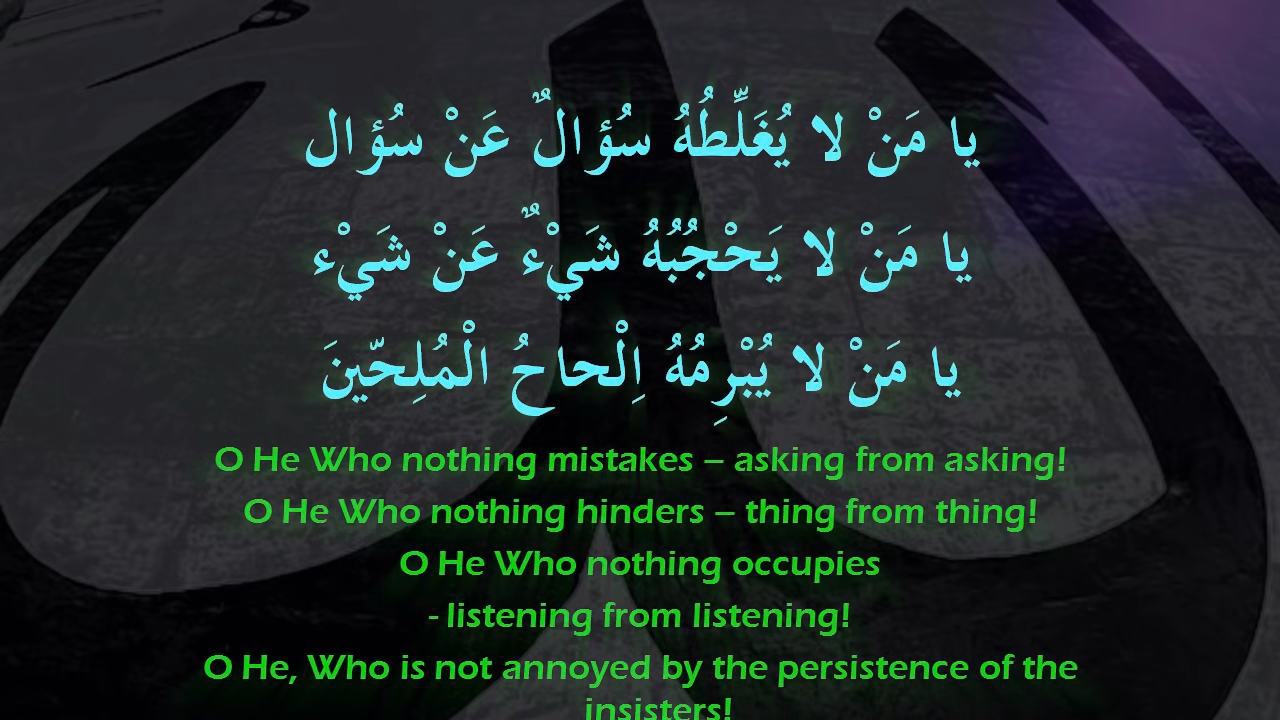 يا مَنْ لا يُغَلِّطُهُ سُؤالٌ عَنْ سُؤال
يا مَنْ لا يَحْجُبُهُ شَيْءٌ عَنْ شَيْء
يا مَنْ لا يُبْرِمُهُ اِلْحاحُ الْمُلِحّينَ
O He Who nothing mistakes – asking from asking!
O He Who nothing hinders – thing from thing!
O He Who nothing occupies
- listening from listening!
O He, Who is not annoyed by the persistence of the
insisters!